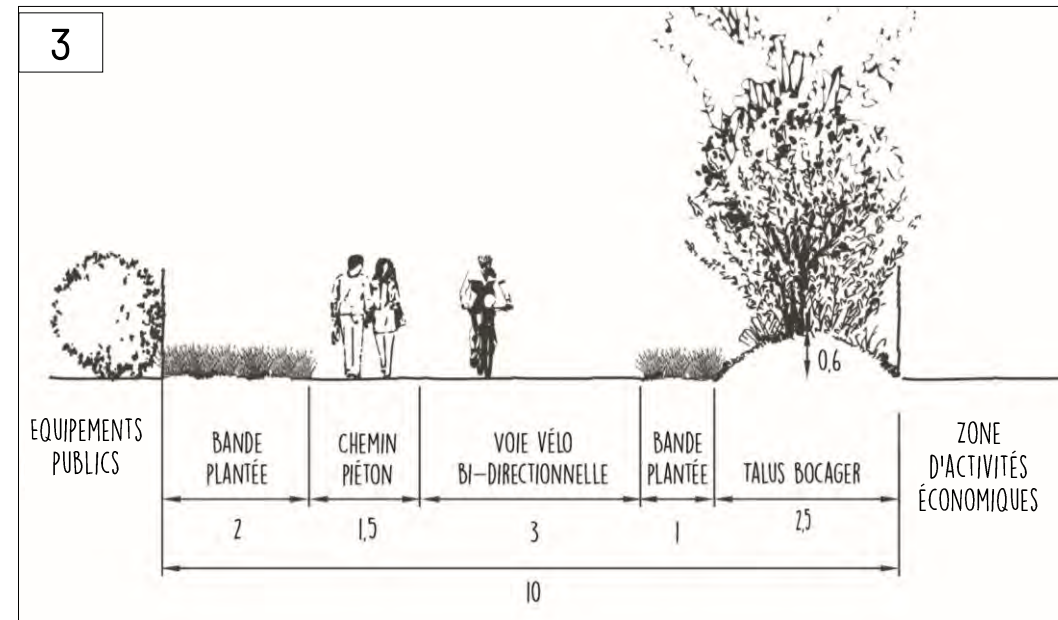 3
0,6
EQUIPEMENTS
PUBLICS
BANDE
PLANTÉE
CHEMIN
PIÉTON
VOIE VÉLO
BI-DIRECTIONNELLE
BANDE
PLANTÉE
TALUS BOCAGER
ZONE
D'ACTIVITÉS
ÉCONOMIQUES
2
1,5
3
1
2,5
10